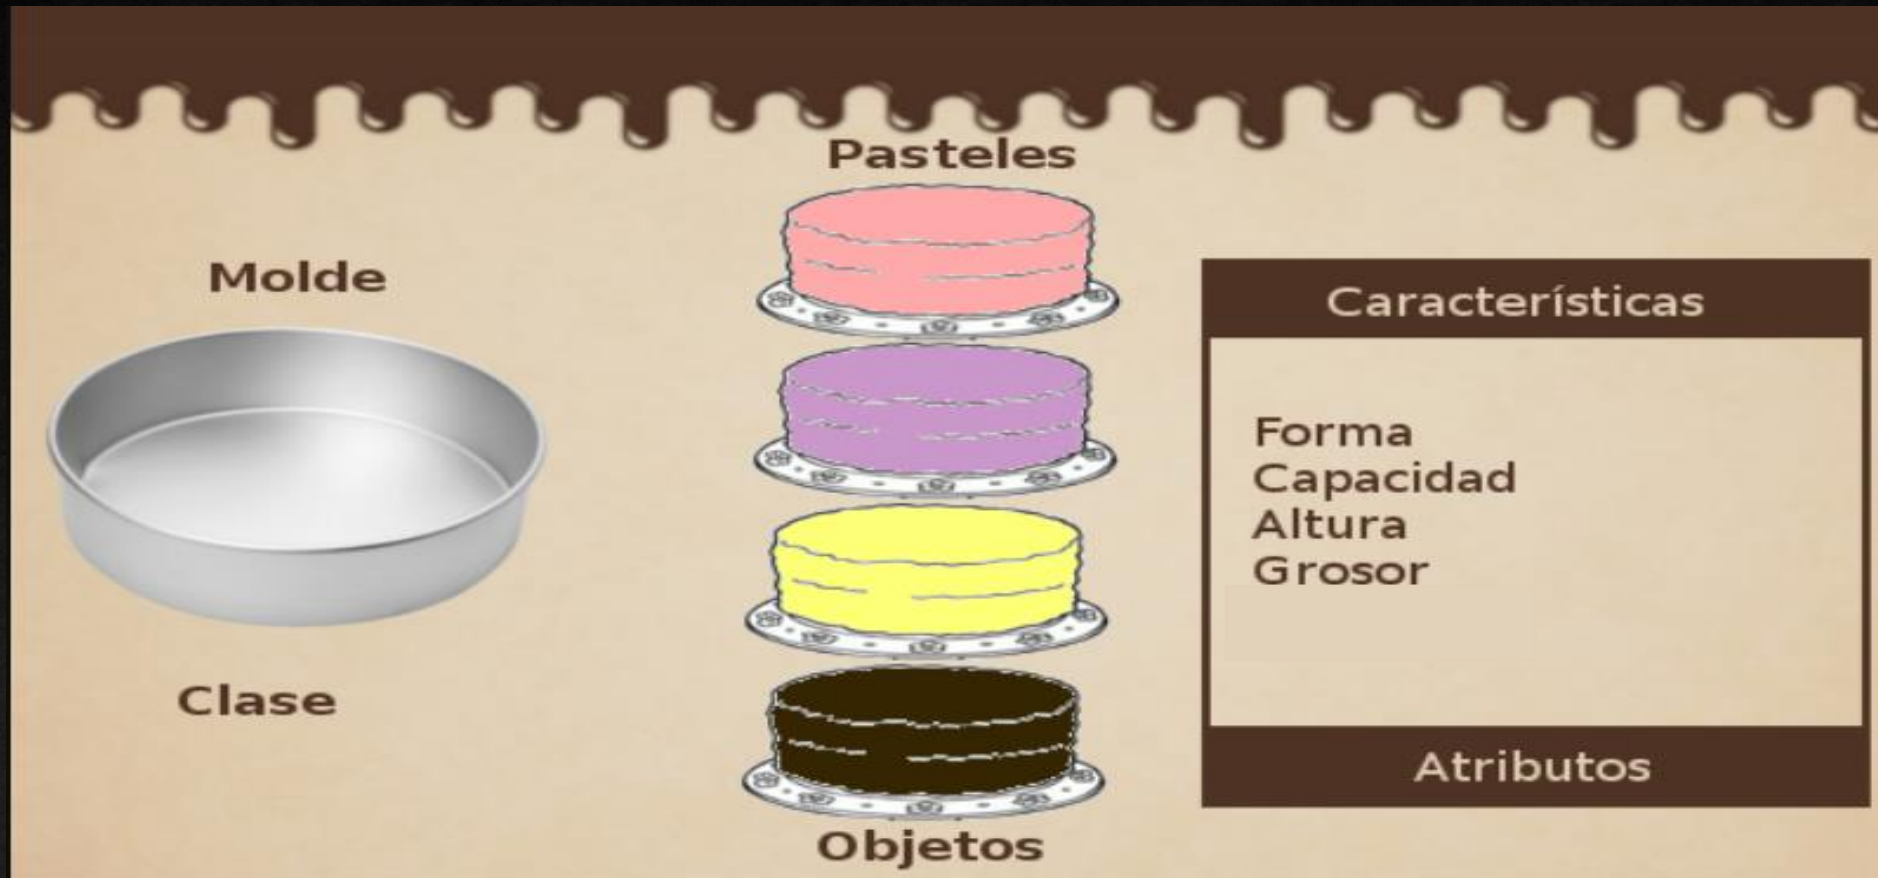 Pasteles
Molde
Clase
Objetos
Características
Forma
Capacidad
Altura
Grosor
Atributos